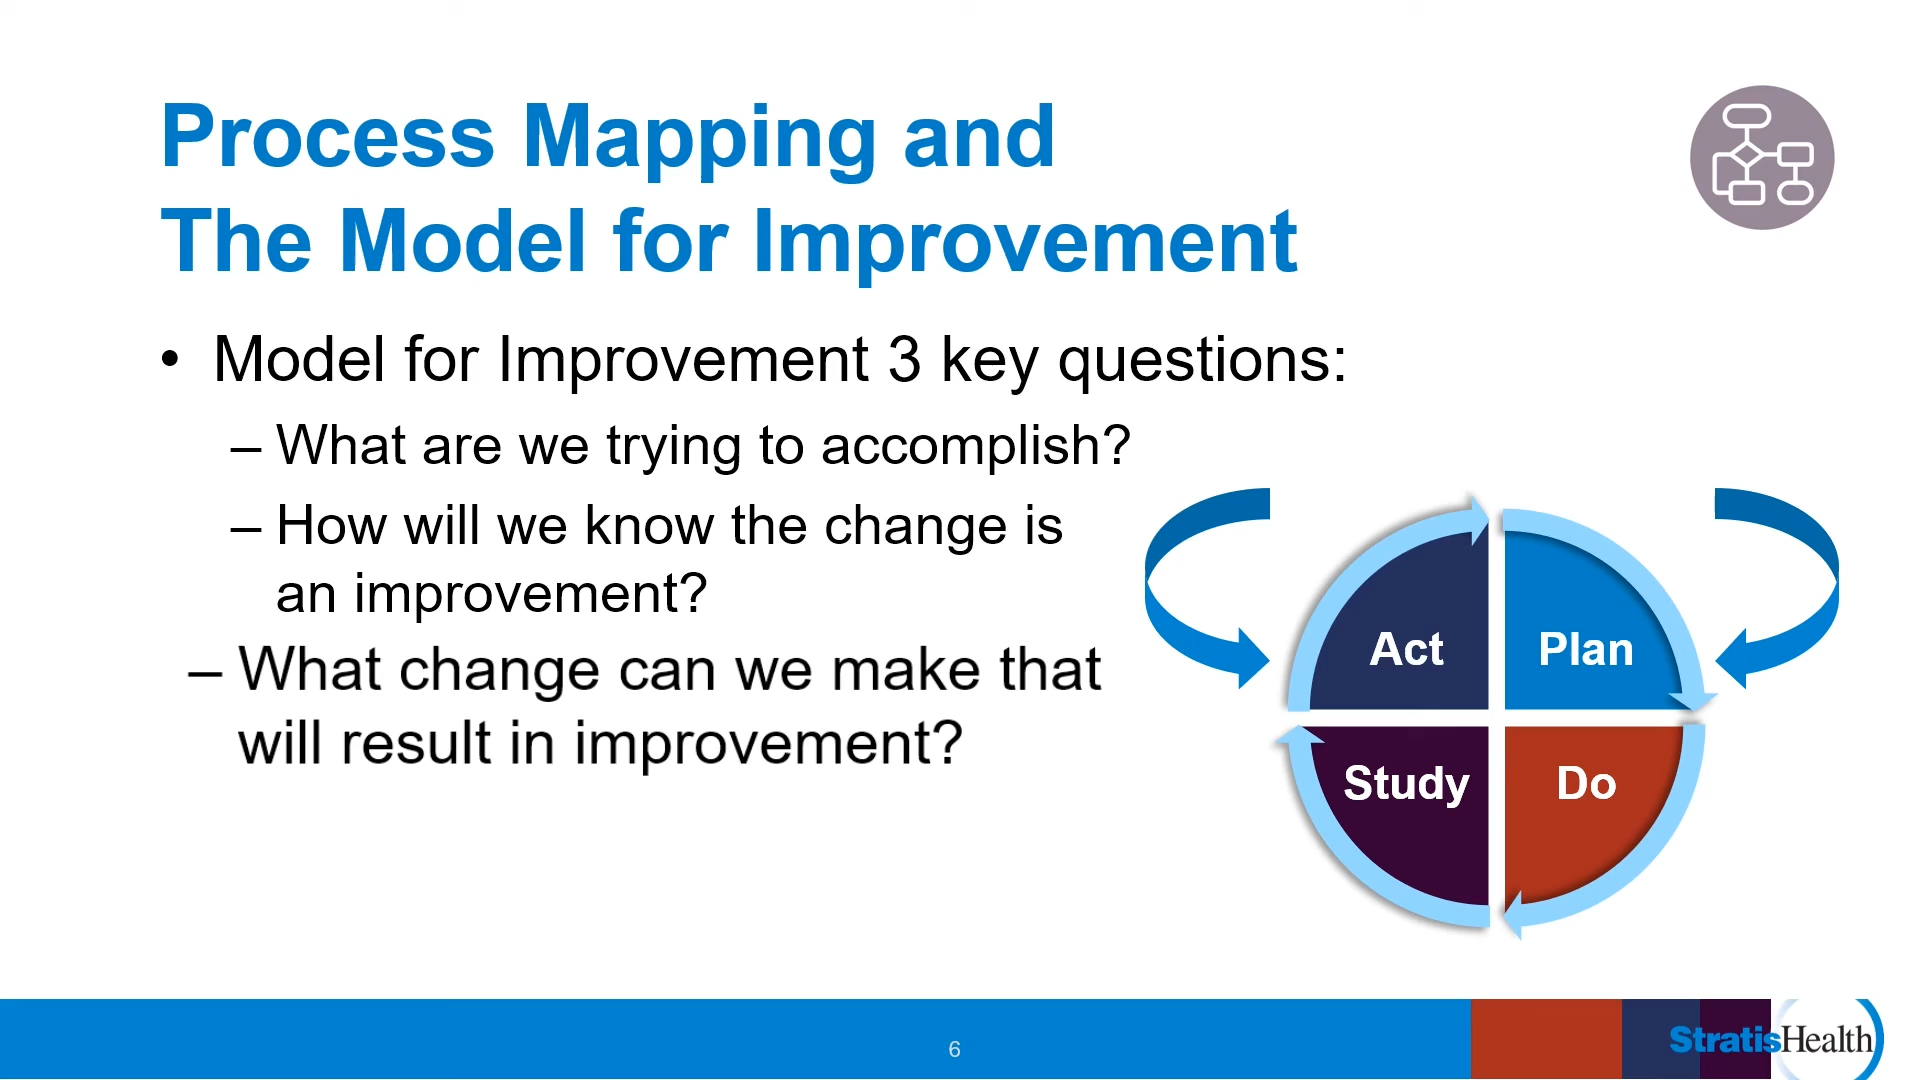 Process Mapping and
The Model for Improvement
• Model for Improvement 3 key questions:
– What are we trying to accomplish?
– How will we know the change is
an improvement?
– What change can we make that
will result in improvement?
Act
Plan
Study
Do
6
StratisHealth